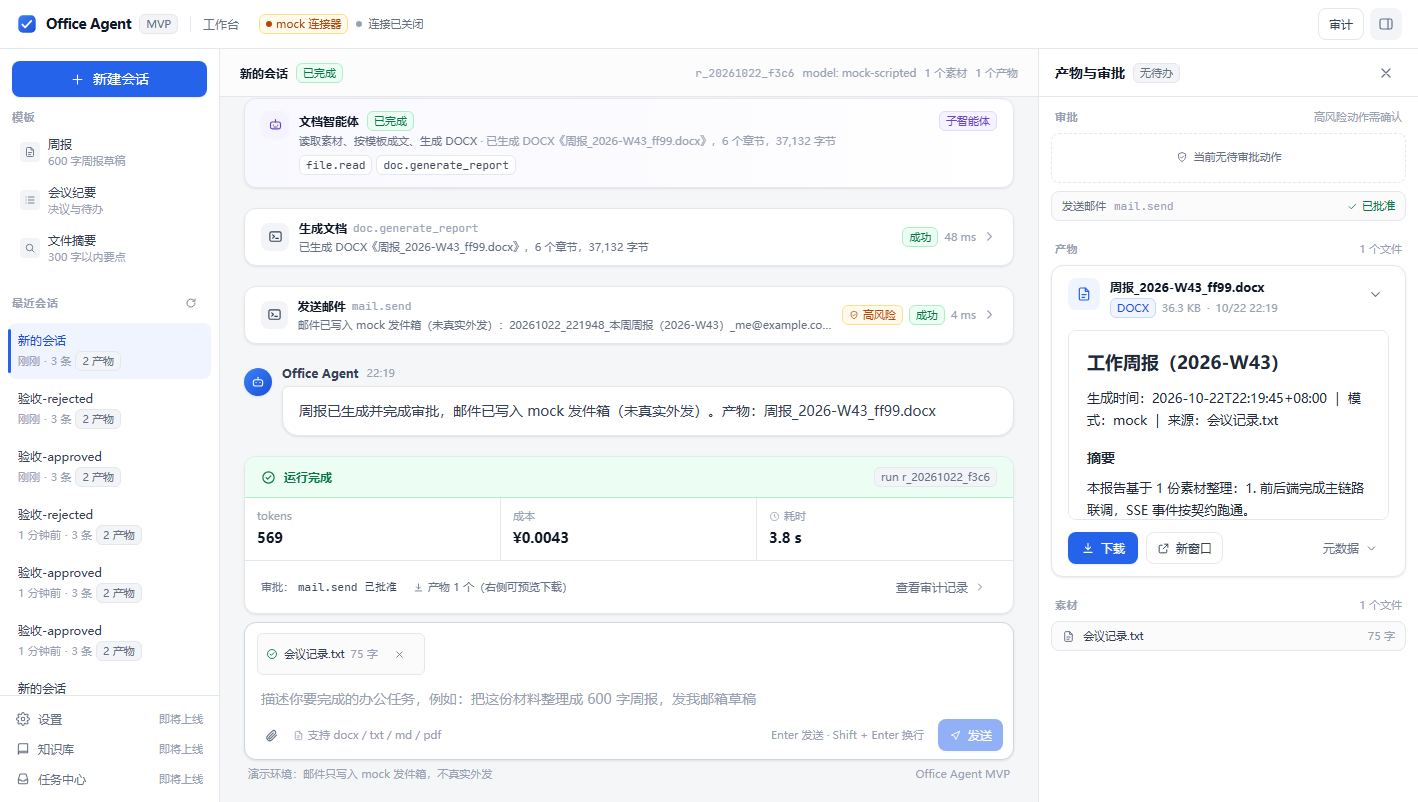 Office Agent MVP 工作台 mock 连接器 连接已关闭 审计
新建会话
模板
周报
600 字周报草稿
会议纪要
决议与待办
文件摘要
300 字以内要点
最近会话
新的会话
刚刚 · 3 条 2 产物
验收-rejected
刚刚 · 3 条 2 产物
验收-approved
刚刚 · 3 条 2 产物
验收-rejected
1 分钟前 · 3 条 2 产物
验收-approved
1 分钟前 · 3 条 2 产物
验收-approved
1 分钟前 · 3 条 2 产物
新的会话
设置 即将上线
知识库 即将上线
任务中心 即将上线
新的会话 已完成 r_20261022_f3c6 model: mock-scripted 1 个素材 1 个产物
文档智能体 已完成 子智能体
读取素材、按模板成文、生成 DOCX · 已生成 DOCX《周报_2026-W43_ff99.docx》，6 个章节，37,132 字节
file.read doc.generate_report
生成文档 doc.generate_report
已生成 DOCX《周报_2026-W43_ff99.docx》，6 个章节，37,132 字节
成功 48 ms
发送邮件 mail.send
邮件已写入 mock 发件箱（未真实外发）：20261022_221948_本周周报（2026-W43）_me@example.co...
高风险 成功 4 ms
Office Agent 22:19
周报已生成并完成审批，邮件已写入 mock 发件箱（未真实外发）。产物：周报_2026-W43_ff99.docx
运行完成 run r_20261022_f3c6
tokens 成本 耗时
569 ¥0.0043 3.8 s
审批： mail.send 已批准 产物 1 个（右侧可预览下载） 查看审计记录
会议记录.txt 75 字
描述你要完成的办公任务，例如：把这份材料整理成 600 字周报，发我邮箱草稿
支持 docx / txt / md / pdf Enter 发送 · Shift + Enter 换行 发送
演示环境：邮件只写入 mock 发件箱，不真实外发 Office Agent MVP
产物与审批 无待办
审批 高风险动作需确认
当前无待审批动作
发送邮件 mail.send 已批准
产物 1 个文件
周报_2026-W43_ff99.docx
DOCX 36.3 KB · 10/22 22:19
工作周报（2026-W43）
生成时间：2026-10-22T22:19:45+08:00 | 模
式：mock | 来源：会议记录.txt
摘要
本报告基于 1 份素材整理：1. 前后端完成主链路
联调，SSE 事件按契约跑通。
下载 新窗口 元数据
素材 1 个文件
会议记录.txt 75 字